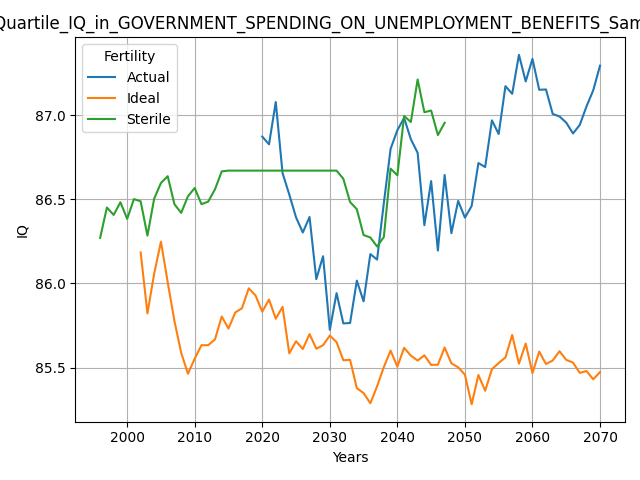 Quartile_IQ_in_GOVERNMENT_SPENDING_ON_UNEMPLOYMENT_BENEFITS_Sam
Fertility
Actual
Ideal
Sterile
87.0
86.5
86.0
85.5
IQ
2000 2010 2020 2030 2040 2050 2060 2070
Years